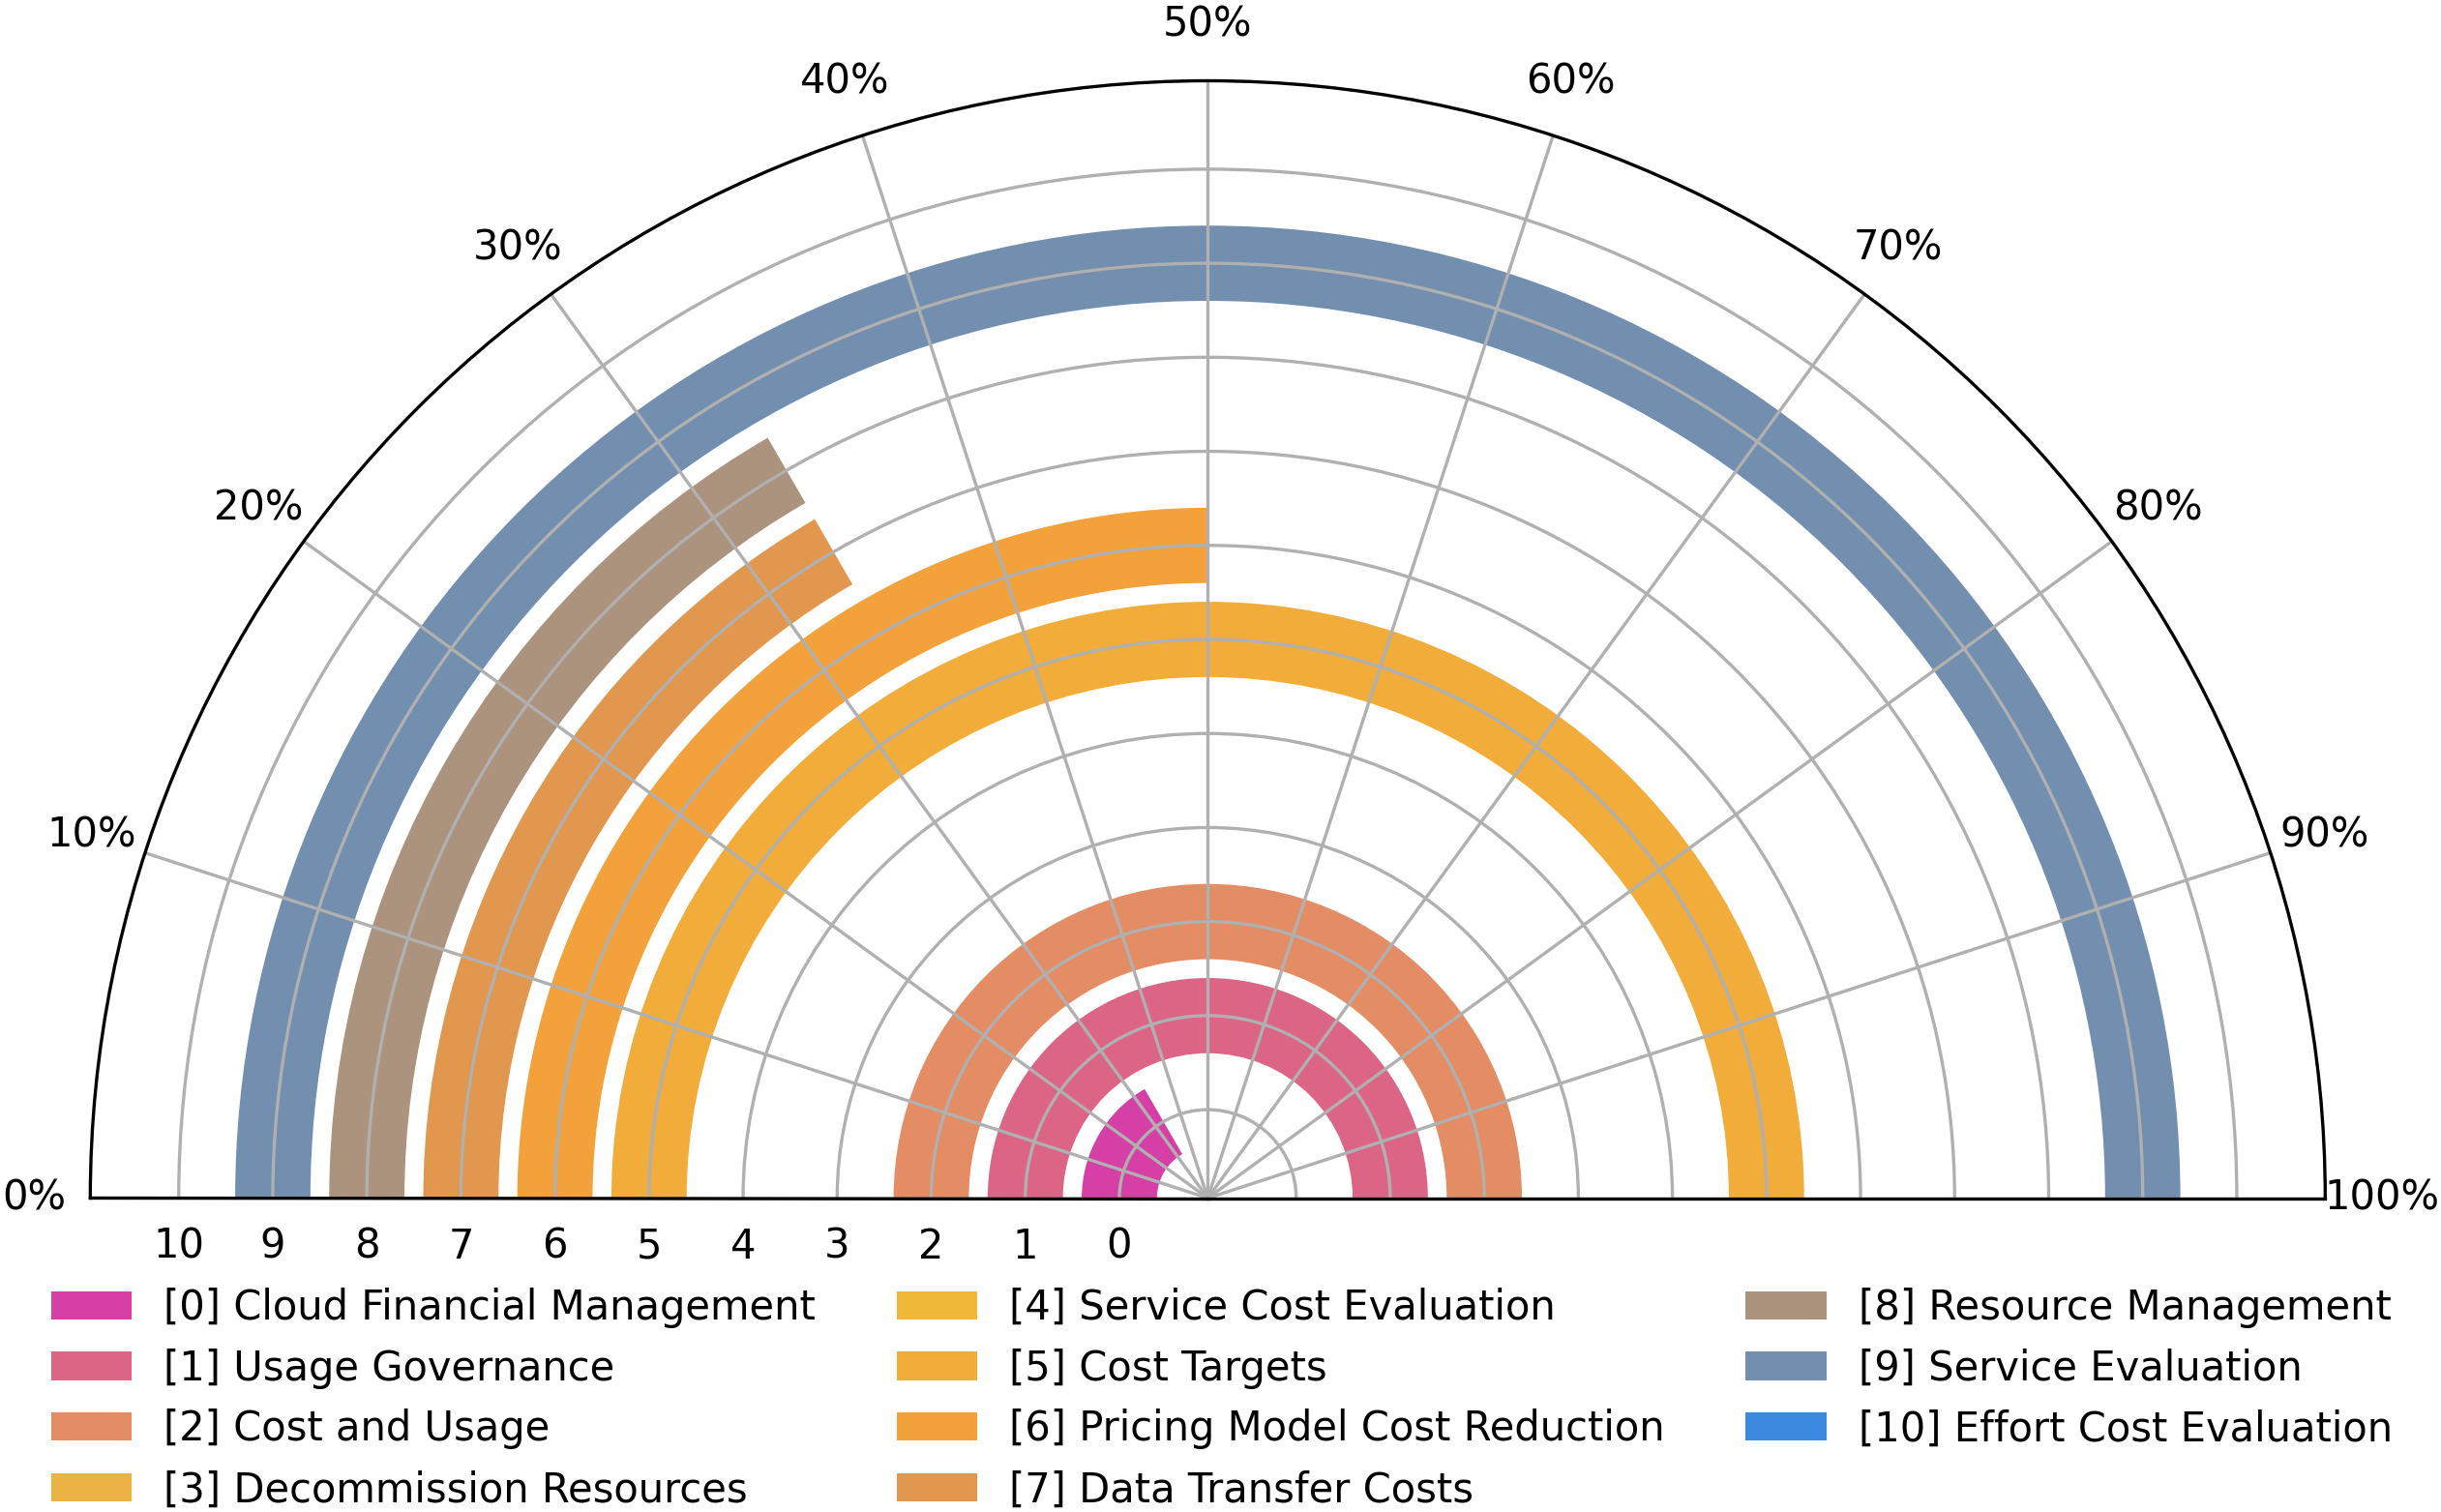 50%
40%
60%
30%
70%
20%
80%
10%
90%
0%
100%
10 9 8 7 6 5 4 3 2 1 0
[0] Cloud Financial Management
[1] Usage Governance
[2] Cost and Usage
[3] Decommission Resources
[4] Service Cost Evaluation
[5] Cost Targets
[6] Pricing Model Cost Reduction
[7] Data Transfer Costs
[8] Resource Management
[9] Service Evaluation
[10] Effort Cost Evaluation